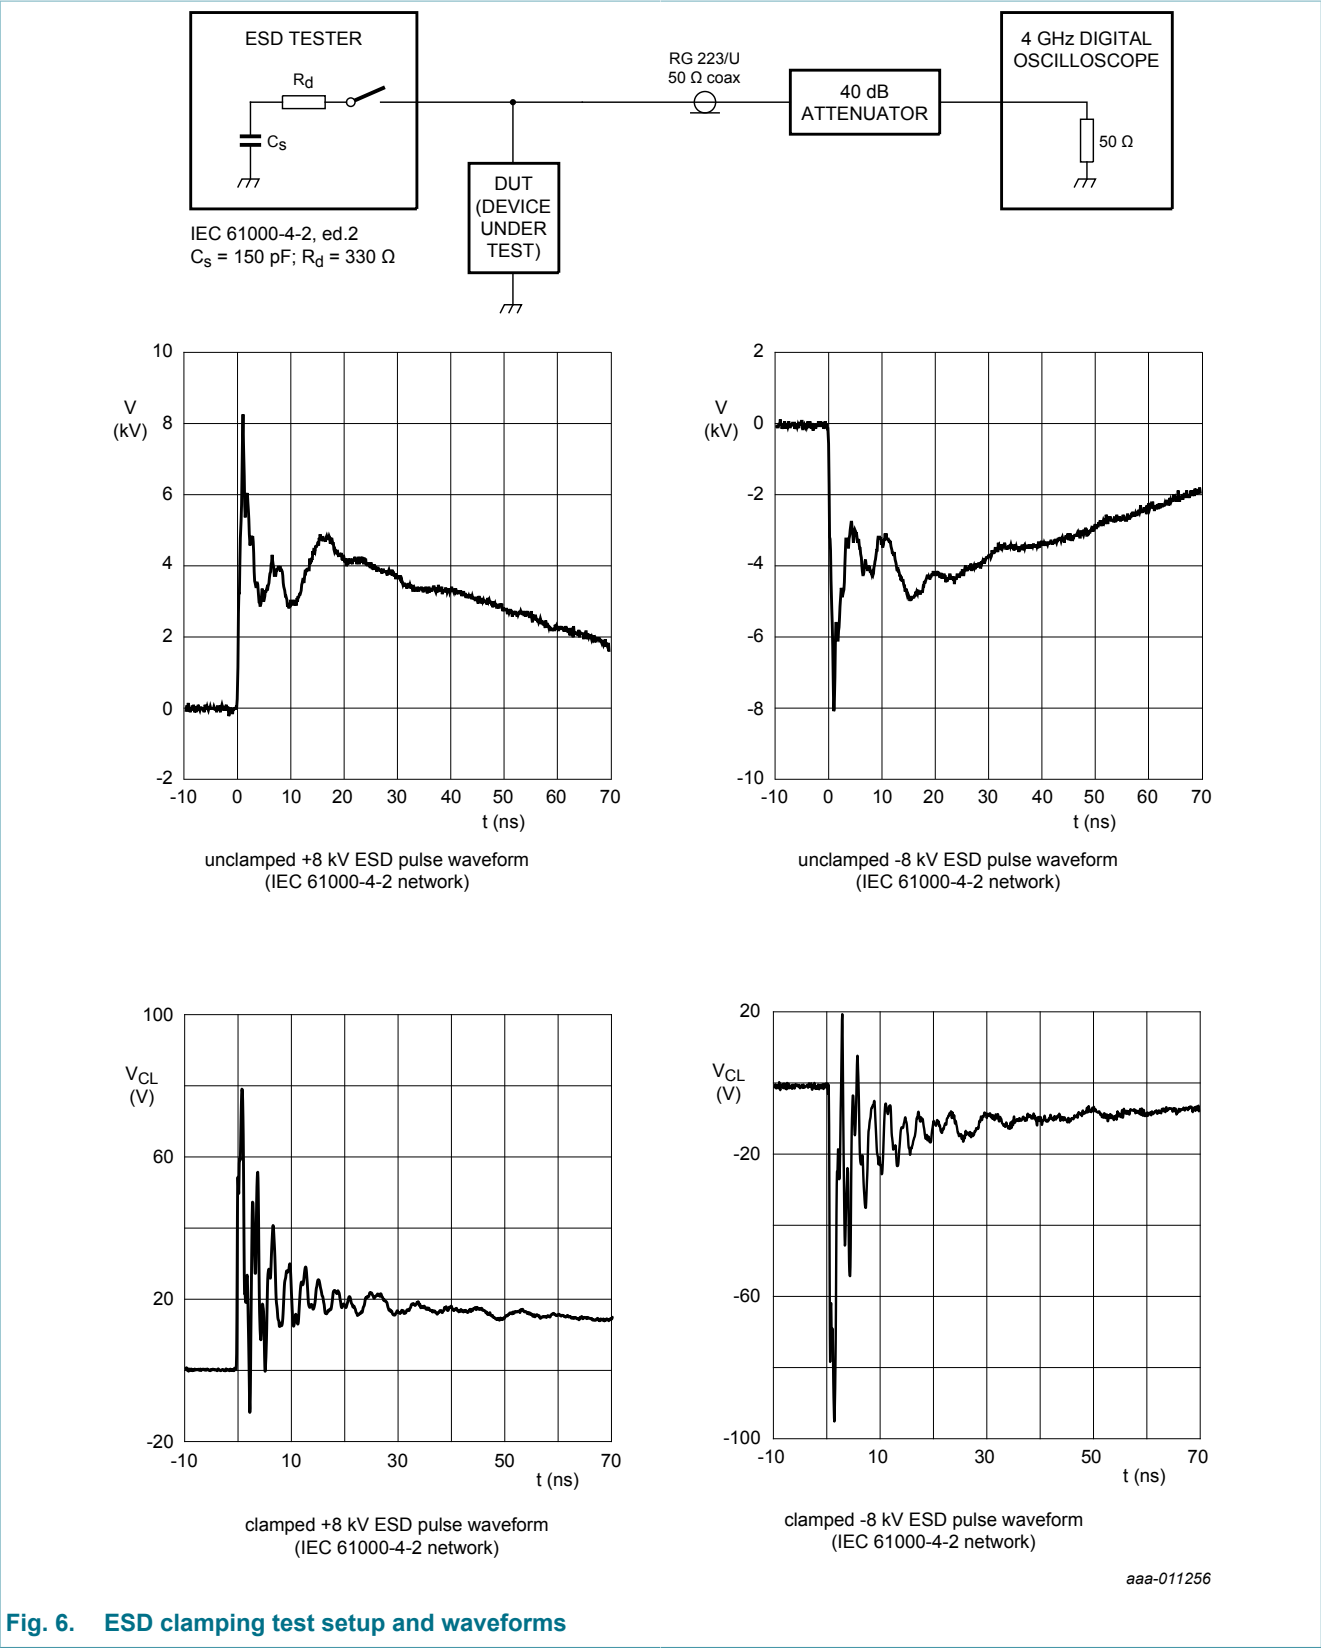 ESD TESTER
Rd
Cs
IEC 61000-4-2, ed.2
Cs = 150 pF; Rd = 330 Ω
DUT
(DEVICE
UNDER
TEST)
RG 223/U
50 Ω coax
40 dB
ATTENUATOR
4 GHz DIGITAL
OSCILLOSCOPE
50 Ω
10
V
(kV)
8
6
4
2
0
-2
-10
0
10
20
30
40
50
60
70
t (ns)
unclamped +8 kV ESD pulse waveform
(IEC 61000-4-2 network)
2
V
(kV)
0
-2
-4
-6
-8
-10
-10
0
10
20
30
40
50
60
70
t (ns)
unclamped -8 kV ESD pulse waveform
(IEC 61000-4-2 network)
100
VCL
(V)
60
20
-20
-10
10
30
50
70
t (ns)
clamped +8 kV ESD pulse waveform
(IEC 61000-4-2 network)
20
VCL
(V)
-20
-60
-100
-10
10
30
50
70
t (ns)
clamped -8 kV ESD pulse waveform
(IEC 61000-4-2 network)
aaa-011256
Fig. 6. ESD clamping test setup and waveforms